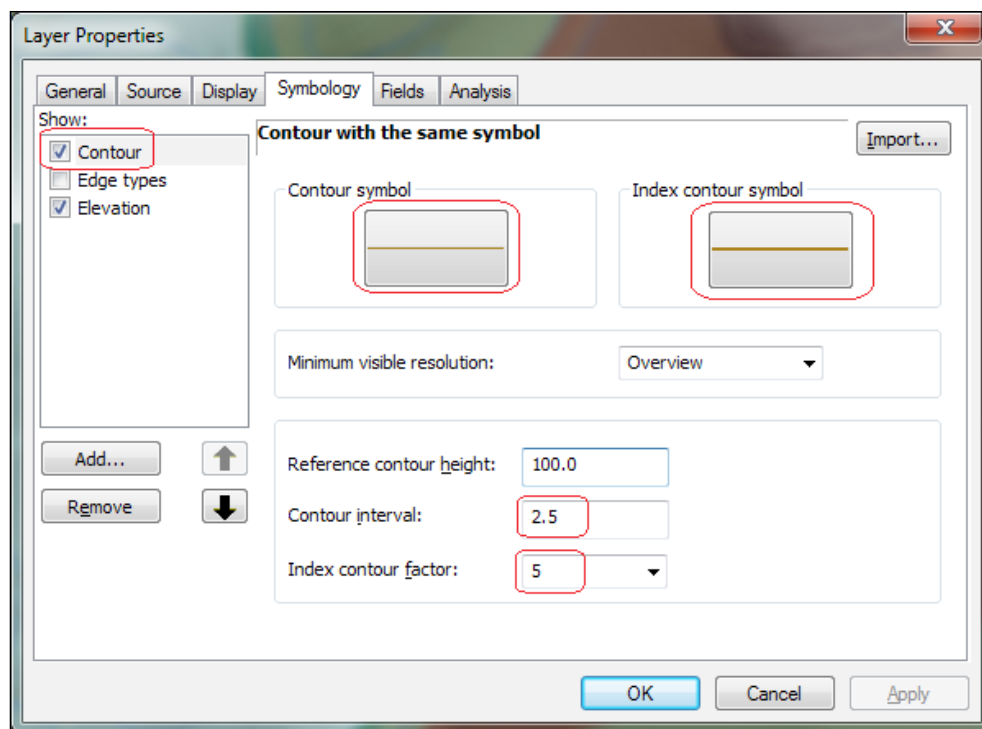 Layer Properties
General Source Display Symbology Fields Analysis
Show:
Contour
Edge types
Elevation
Add...
Remove
Contour with the same symbol
Import...
Contour symbol
Index contour symbol
Minimum visible resolution: Overview
Reference contour height: 100.0
Contour interval: 2.5
Index contour factor: 5
OK Cancel Apply